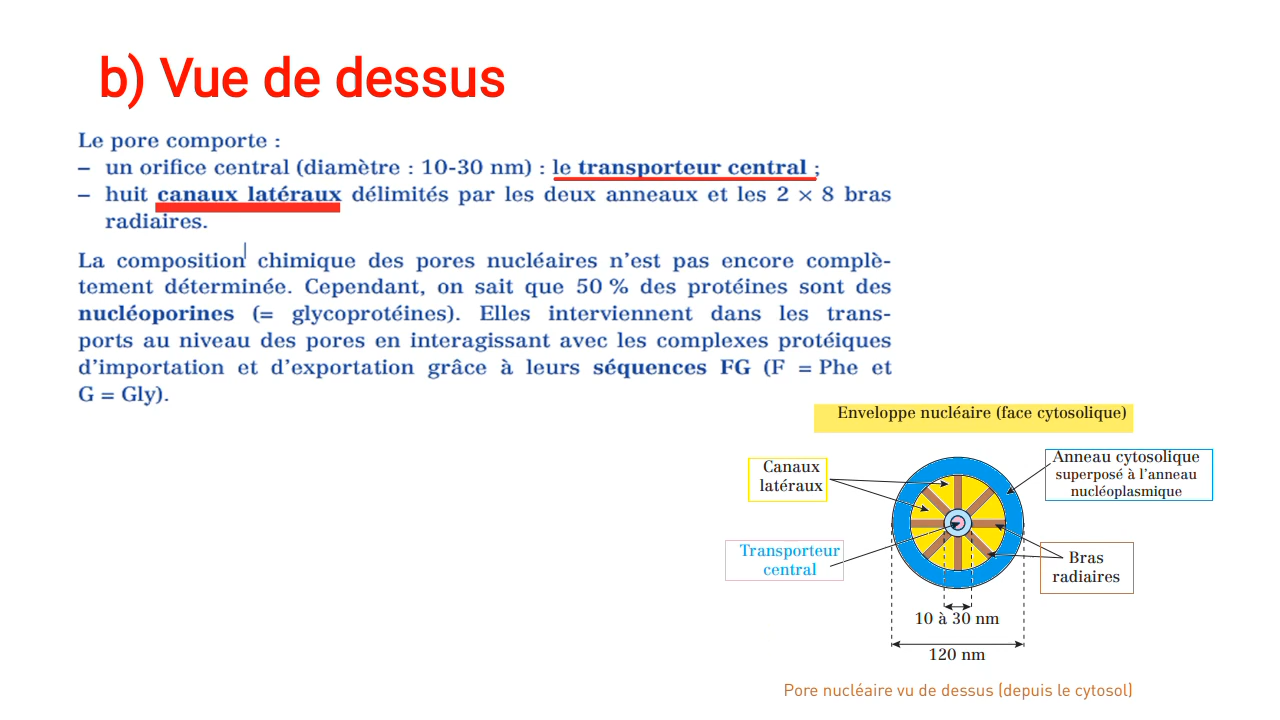 b) Vue de dessus
Le pore comporte :
– un orifice central (diamètre : 10-30 nm) : le transporteur central ;
– huit canaux latéraux délimités par les deux anneaux et les 2 × 8 bras
radiaires.
La composition chimique des pores nucléaires n'est pas encore complè-
tement déterminée. Cependant, on sait que 50 % des protéines sont des
nucléoporines (= glycoprotéines). Elles interviennent dans les trans-
ports au niveau des pores en interagissant avec les complexes protéiques
d'importation et d'exportation grâce à leurs séquences FG (F = Phe et
G = Gly).
Enveloppe nucléaire (face cytosolique)
Canaux
latéraux
Anneau cytosolique
superposé à l'anneau
nucléoplasmique
Transporteur
central
Bras
radiaires
10 à 30 nm
120 nm
Pore nucléaire vu de dessus (depuis le cytosol)